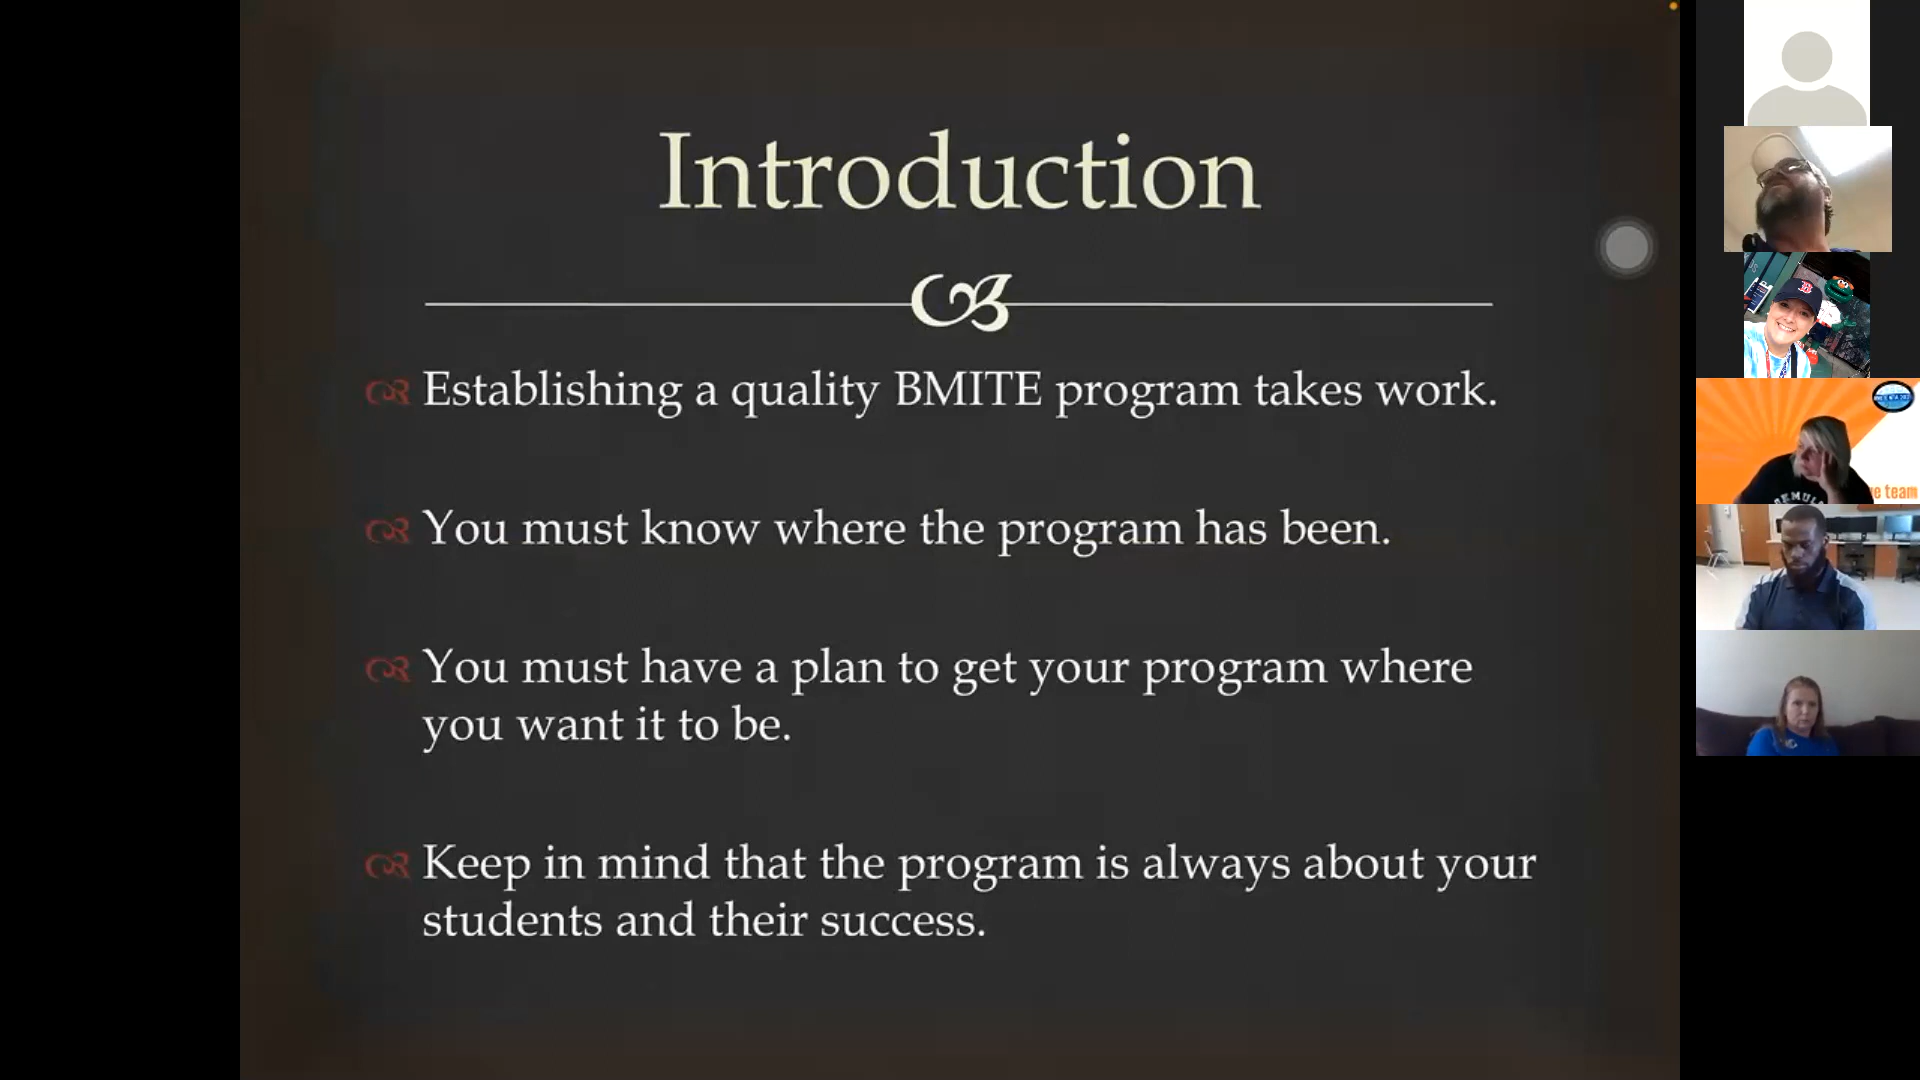 Introduction
Establishing a quality BMITE program takes work.
You must know where the program has been.
You must have a plan to get your program where
you want it to be.
Keep in mind that the program is always about your
students and their success.
B
team